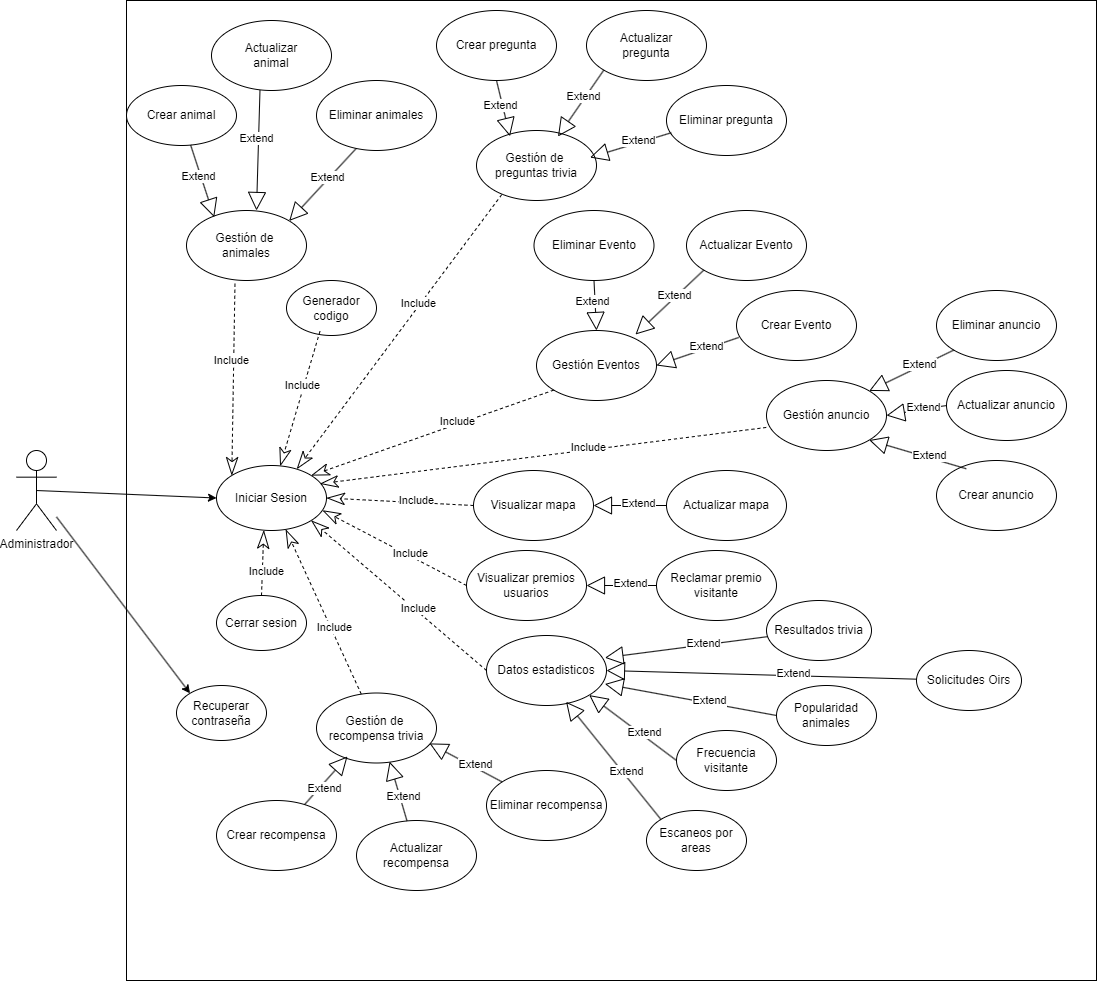 Actualizar
animal
Crear animal
Eliminar animales
Extend
Extend
Extend
Gestión de
animales
Crear pregunta
Actualizar
pregunta
Eliminar pregunta
Extend
Extend
Extend
Gestión de
preguntas trivia
Include
Generador
codigo
Include
Include
Eliminar Evento
Actualizar Evento
Crear Evento
Extend
Extend
Extend
Gestión Eventos
Include
Eliminar anuncio
Actualizar anuncio
Crear anuncio
Extend
Extend
Extend
Gestión anuncio
Include
Administrador
Iniciar Sesion
Include
Visualizar mapa
Extend
Actualizar mapa
Include
Visualizar premios
usuarios
Extend
Reclamar premio
visitante
Include
Cerrar sesion
Recuperar
contraseña
Include
Datos estadisticos
Extend
Resultados trivia
Extend
Solicitudes Oirs
Extend
Popularidad
animales
Extend
Frecuencia
visitante
Extend
Escaneos por
areas
Include
Gestión de
recompensa trivia
Extend
Extend
Extend
Crear recompensa
Actualizar
recompensa
Eliminar recompensa